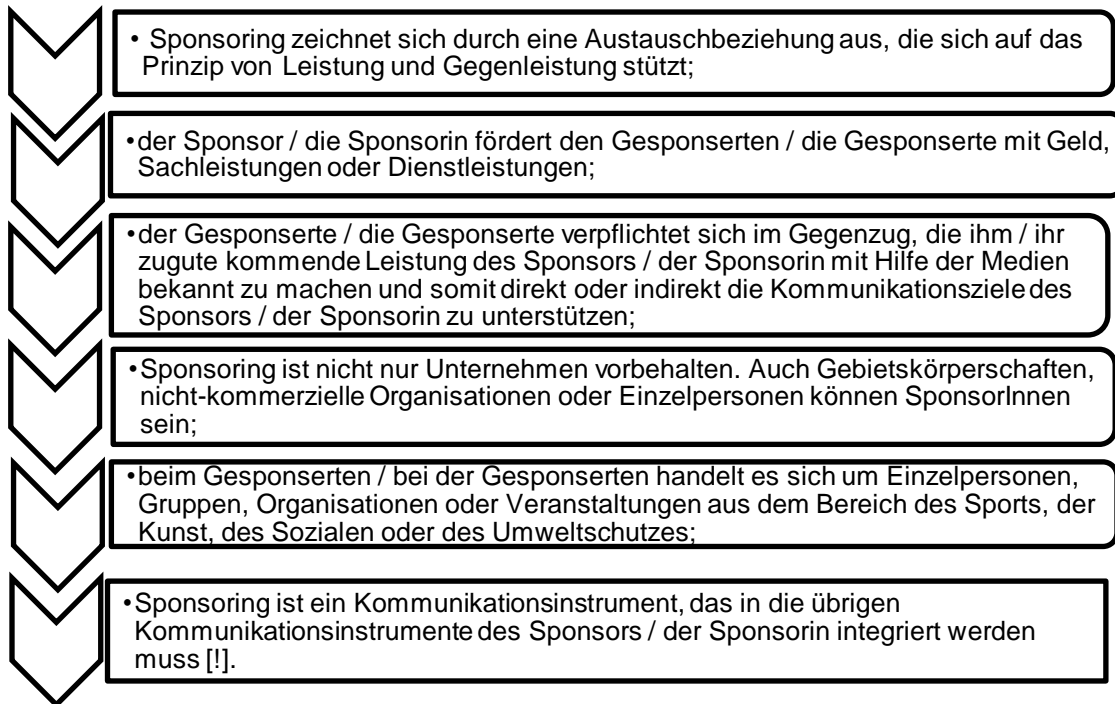 • Sponsoring zeichnet sich durch eine Austauschbeziehung aus, die sich auf das
Prinzip von Leistung und Gegenleistung stützt;
•der Sponsor / die Sponsorin fördert den Gesponserten / die Gesponserte mit Geld,
Sachleistungen oder Dienstleistungen;
•der Gesponserte / die Gesponserte verpflichtet sich im Gegenzug, die ihm / ihr
zugute kommende Leistung des Sponsors / der Sponsorin mit Hilfe der Medien
bekannt zu machen und somit direkt oder indirekt die Kommunikationsziele des
Sponsors / der Sponsorin zu unterstützen;
•Sponsoring ist nicht nur Unternehmen vorbehalten. Auch Gebietskörperschaften,
nicht-kommerzielle Organisationen oder Einzelpersonen können SponsorInnen
sein;
•beim Gesponserten / bei der Gesponserten handelt es sich um Einzelpersonen,
Gruppen, Organisationen oder Veranstaltungen aus dem Bereich des Sports, der
Kunst, des Sozialen oder des Umweltschutzes;
•Sponsoring ist ein Kommunikationsinstrument, das in die übrigen
Kommunikationsinstrumente des Sponsors / der Sponsorin integriert werden
muss [!].